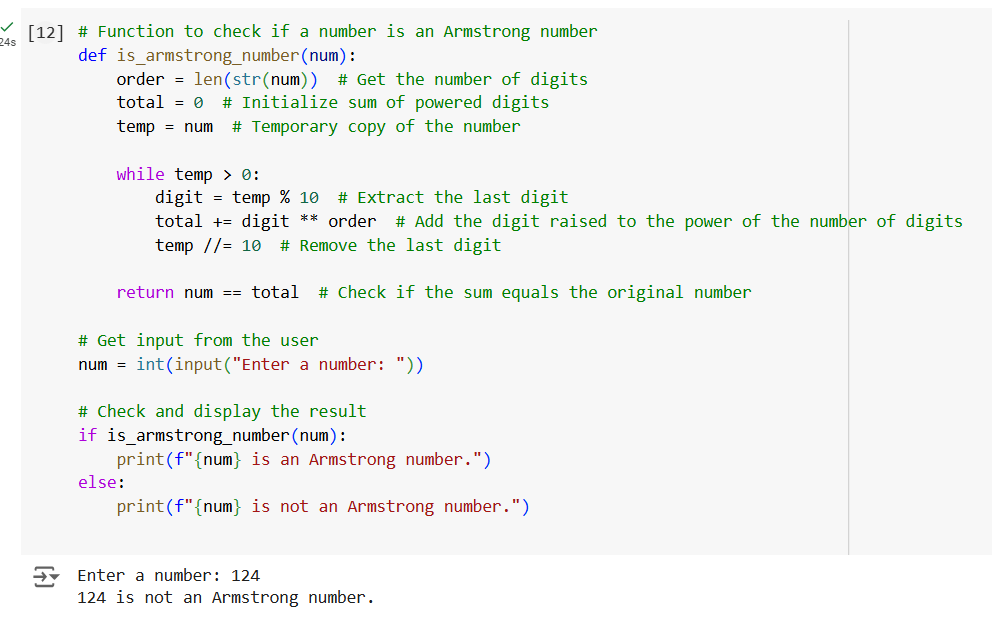 [12] # Function to check if a number is an Armstrong number
24s def is_armstrong_number(num):
    order = len(str(num))  # Get the number of digits
    total = 0  # Initialize sum of powered digits
    temp = num  # Temporary copy of the number
    while temp > 0:
        digit = temp % 10  # Extract the last digit
        total += digit ** order  # Add the digit raised to the power of the number of digits
        temp //= 10  # Remove the last digit
    return num == total  # Check if the sum equals the original number
# Get input from the user
num = int(input("Enter a number: "))
# Check and display the result
if is_armstrong_number(num):
    print(f"{num} is an Armstrong number.")
else:
    print(f"{num} is not an Armstrong number.")
Enter a number: 124
124 is not an Armstrong number.